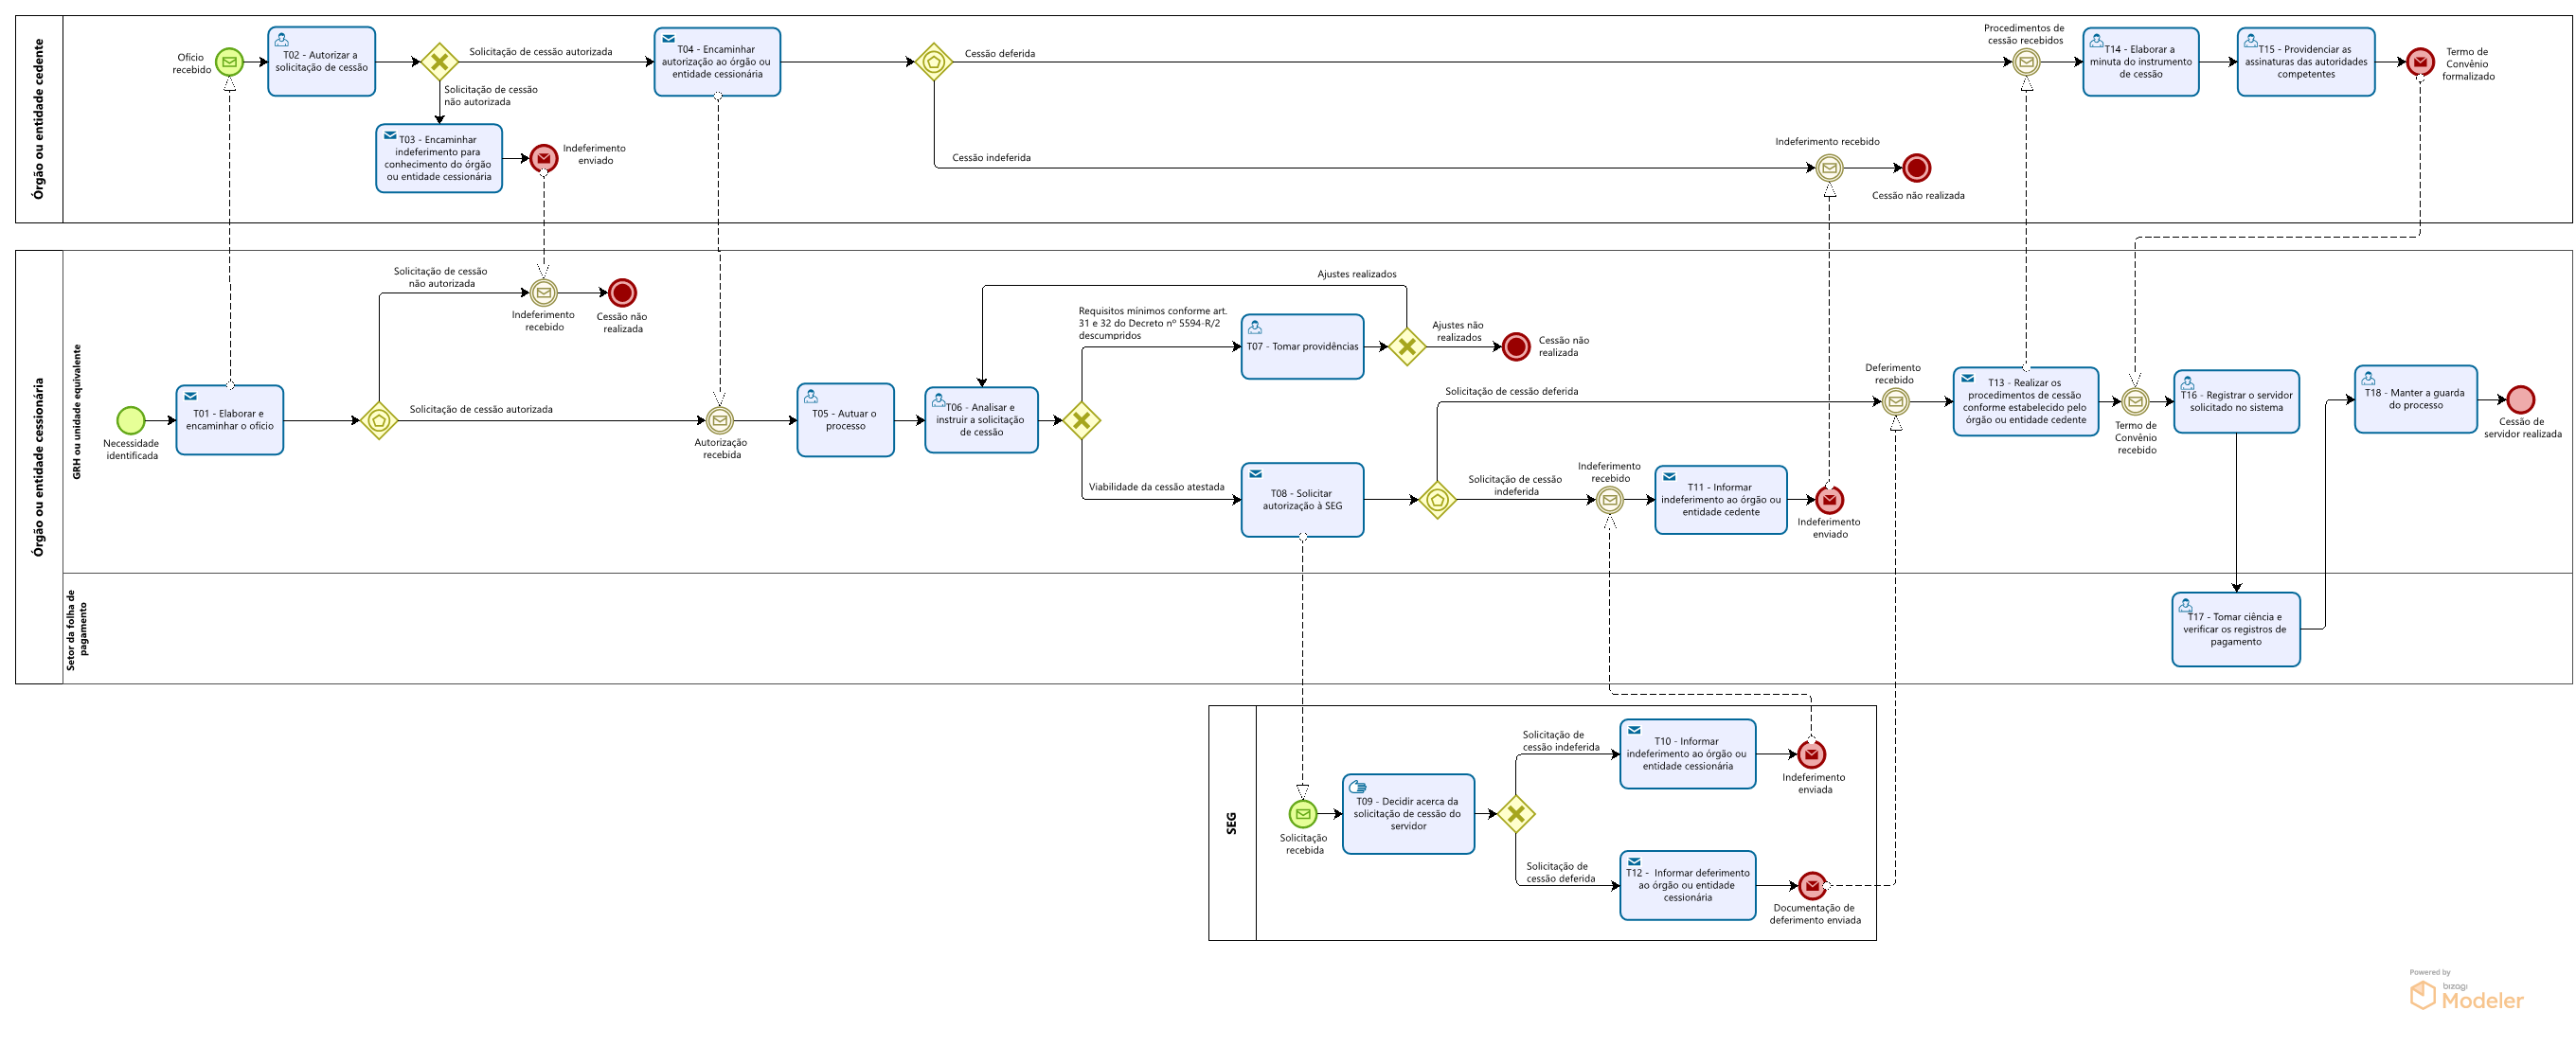 Órgão ou entidade cedente
Ofício
recebido
T02 - Autorizar a
solicitação de cessão
Solicitação de cessão autorizada
Solicitação de cessão
não autorizada
T03 - Encaminhar
indeferimento para
conhecimento do órgão
ou entidade cessionária
Indeferimento
enviado
T04 - Encaminhar
autorização ao órgão ou
entidade cessionária
Cessão deferida
Cessão indeferida
Indeferimento recebido
Cessão não realizada
Procedimentos de
cessão recebidos
T14 - Elaborar a
minuta do instrumento
de cessão
T15 - Providenciar as
assinaturas das autoridades
competentes
Termo de
Convênio
formalizado
Órgão ou entidade cessionária
GRH ou unidade equivalente
Necessidade
identificada
T01 - Elaborar e
encaminhar o ofício
Solicitação de cessão
não autorizada
Indeferimento
recebido
Cessão não
realizada
Solicitação de cessão autorizada
Autorização
recebida
T05 - Autuar o
processo
T06 - Analisar e
instruir a solicitação
de cessão
Ajustes realizados
Requisitos mínimos conforme art.
31 e 32 do Decreto nº 5594-R/2
descumpridos
T07 - Tomar providências
Ajustes não
realizados
Cessão não
realizada
Viabilidade da cessão atestada
T08 - Solicitar
autorização à SEG
Solicitação de cessão deferida
Solicitação de cessão
indeferida
Indeferimento
recebido
T11 - Informar
indeferimento ao órgão ou
entidade cedente
Indeferimento
enviado
Deferimento
recebido
T13 - Realizar os
procedimentos de cessão
conforme estabelecido pelo
órgão ou entidade cedente
Termo de
Convênio
recebido
T16 - Registrar o servidor
solicitado no sistema
T18 - Manter a guarda
do processo
Cessão de
servidor realizada
Setor da folha de
pagamento
T17 - Tomar ciência e
verificar os registros de
pagamento
SEG
Solicitação
recebida
T09 - Decidir acerca da
solicitação de cessão do
servidor
Solicitação de
cessão indeferida
T10 - Informar
indeferimento ao órgão ou
entidade cessionária
Indeferimento
enviada
Solicitação de
cessão deferida
T12 -  Informar deferimento
ao órgão ou entidade
cessionária
Documentação de
deferimento enviada
Powered by
bizagi
Modeler